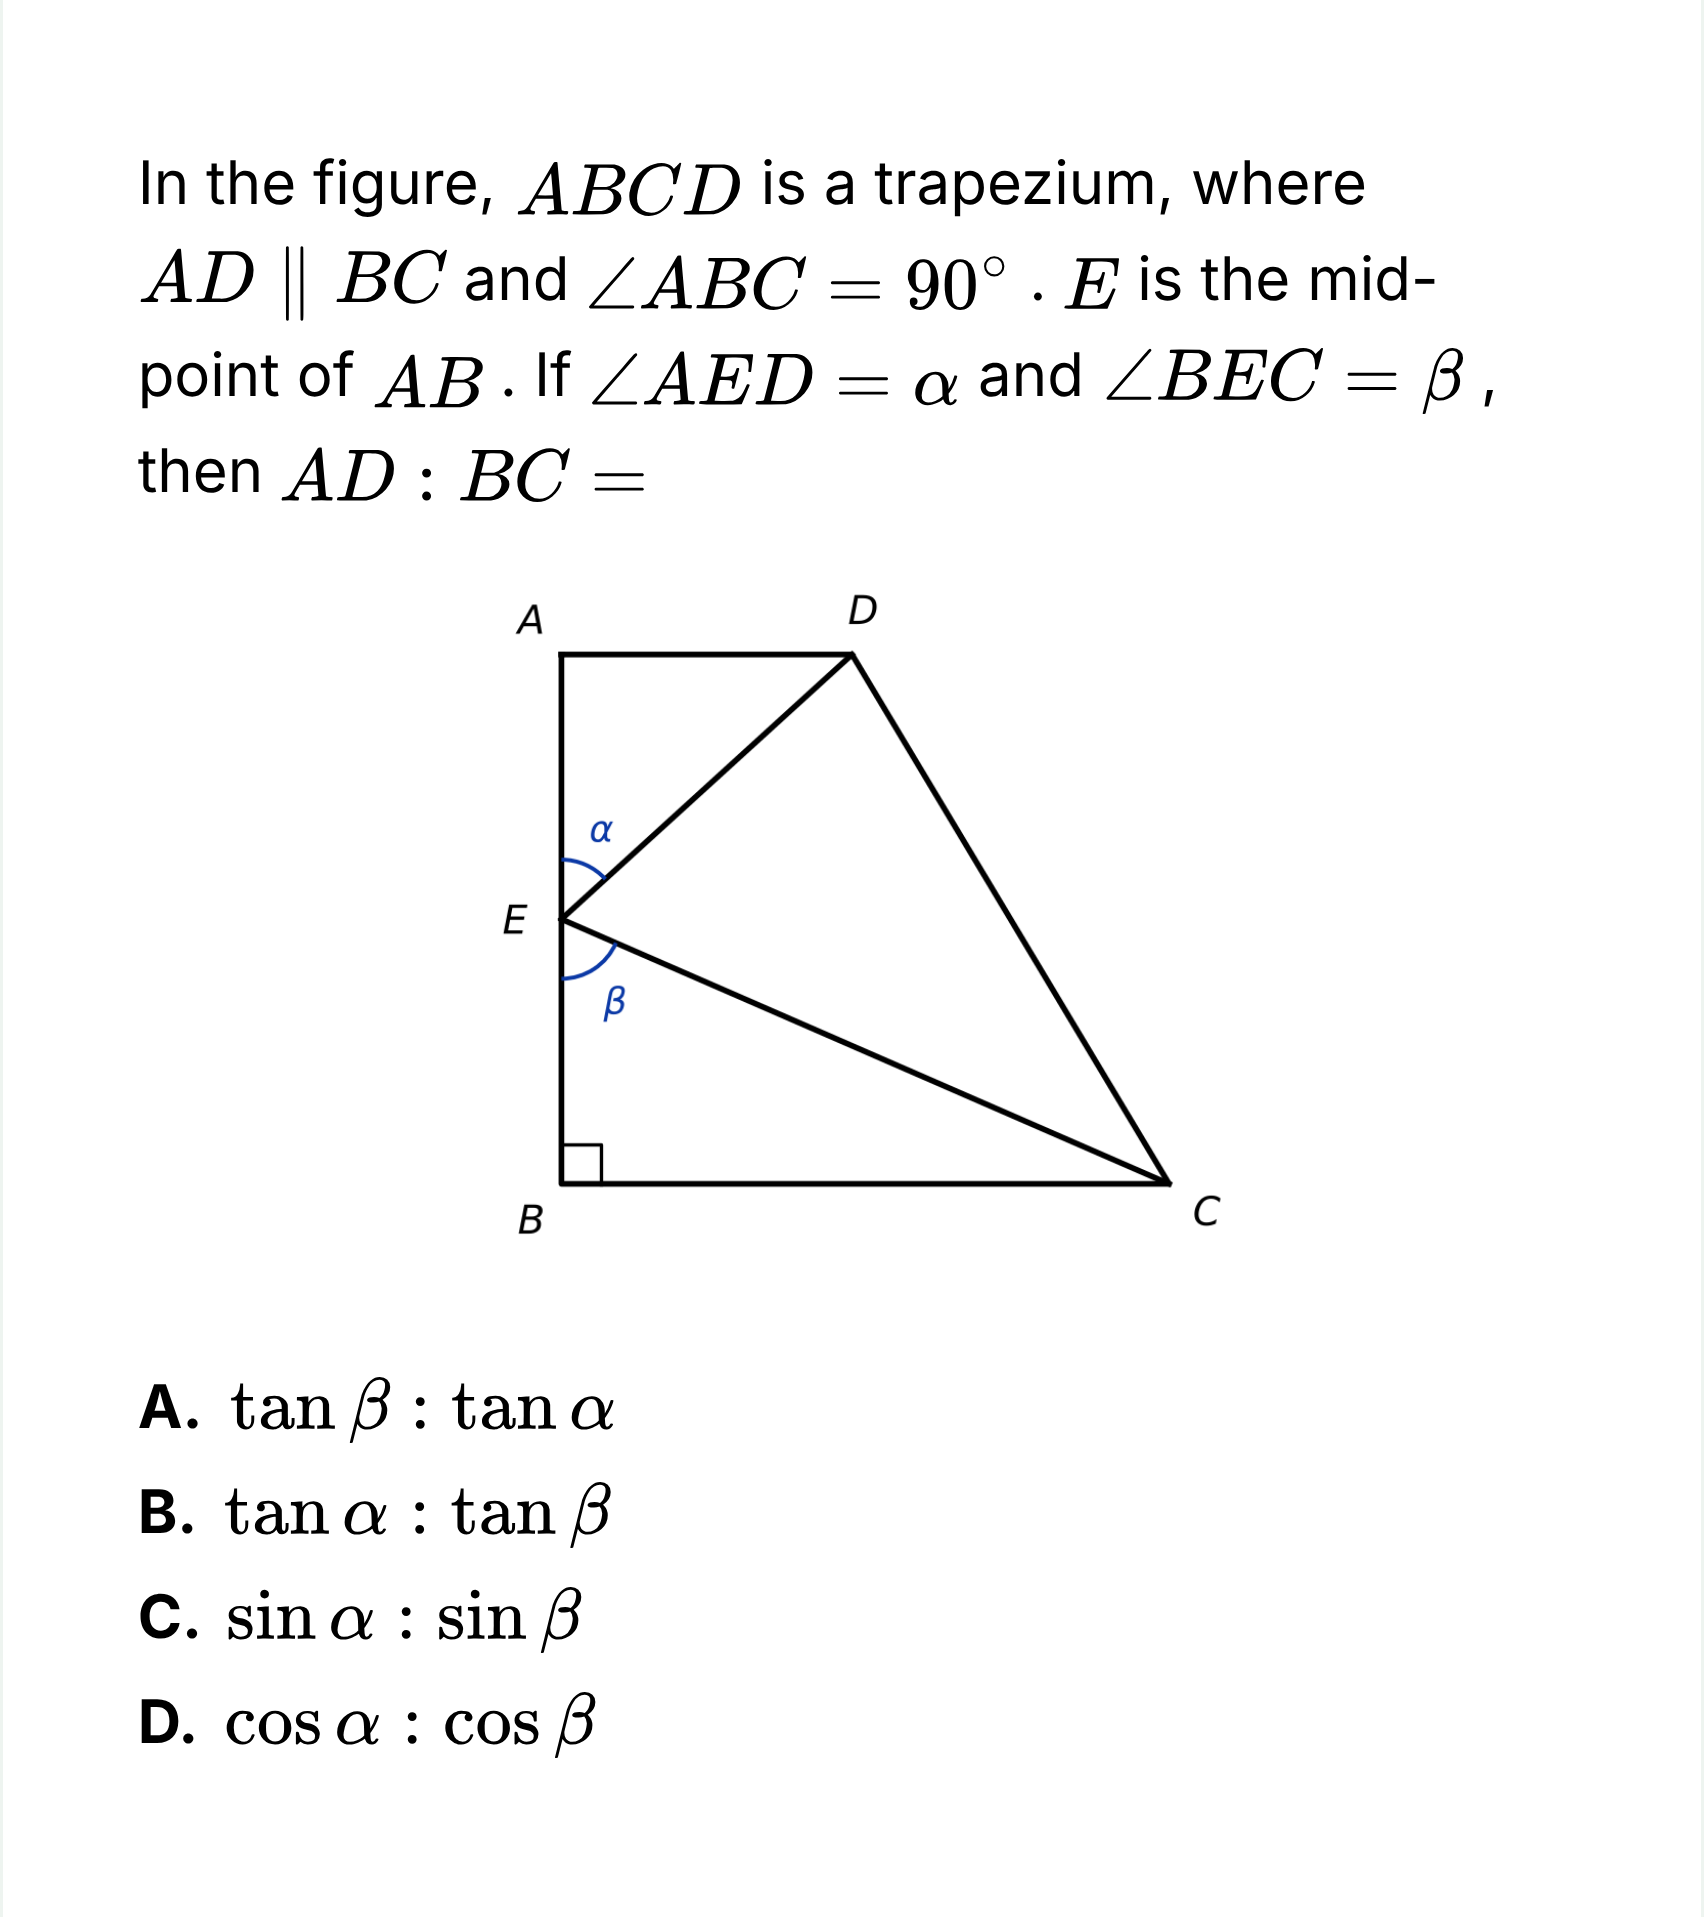 In the figure, ABCD is a trapezium, where
AD ∥ BC and ∠ABC = 90° . E is the mid-
point of AB . If ∠AED = α and ∠BEC = β ,
then AD : BC =
A
D
α
E
β
B
C
A. tan β : tan α
B. tan α : tan β
C. sin α : sin β
D. cos α : cos β